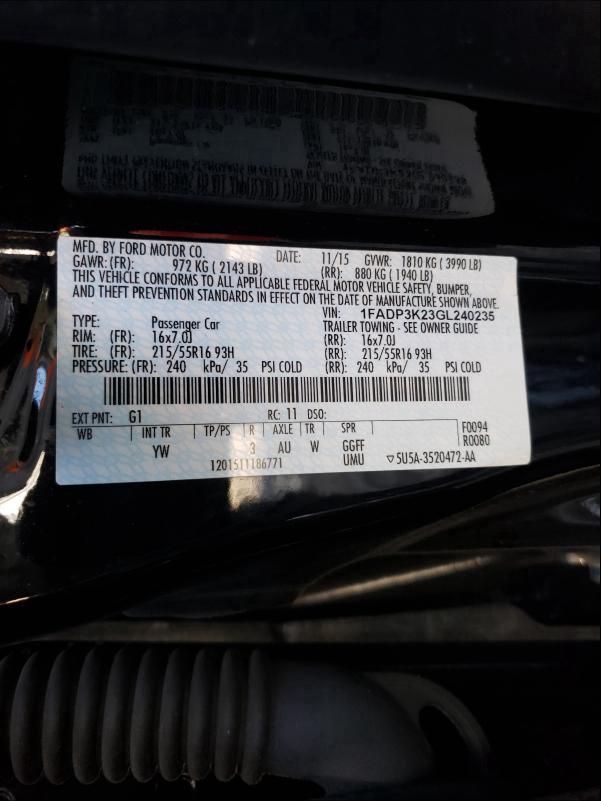 MFD. BY FORD MOTOR CO. DATE: 11/15 GVWR: 1810 KG ( 3990 LB)
GAWR: (FR): 972 KG ( 2143 LB) (RR): 880 KG ( 1940 LB)
THIS VEHICLE CONFORMS TO ALL APPLICABLE FEDERAL MOTOR VEHICLE SAFETY, BUMPER,
AND THEFT PREVENTION STANDARDS IN EFFECT ON THE DATE OF MANUFACTURE SHOWN ABOVE.
VIN: 1FADP3K23GL240235
TYPE: Passenger Car TRAILER TOWING - SEE OWNER GUIDE
RIM: (FR): 16x7.0J (RR): 16x7.0J
TIRE: (FR): 215/55R16 93H (RR): 215/55R16 93H
PRESSURE: (FR): 240 kPa/ 35 PSI COLD (RR): 240 kPa/ 35 PSI COLD
EXT PNT: G1 RC: 11 DSO: F0094
WB INT TR TP/PS R AXLE TR SPR R0080
YW 3 AU W GGFF
1201511186771 UMU ▽5U5A-3520472-AA